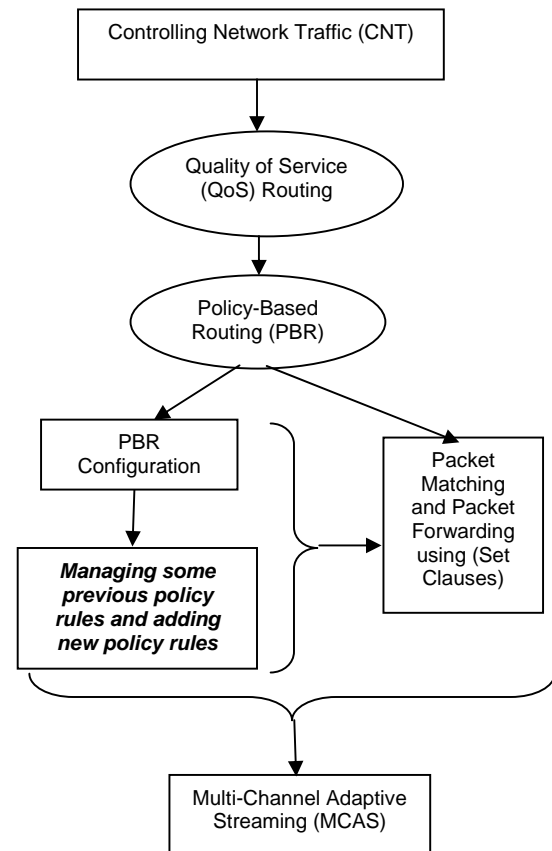 Controlling Network Traffic (CNT)
Quality of Service
(QoS) Routing
Policy-Based
Routing (PBR)
PBR
Configuration
Packet
Matching
and Packet
Forwarding
using (Set
Clauses)
Managing some
previous policy
rules and adding
new policy rules
Multi-Channel Adaptive
Streaming (MCAS)